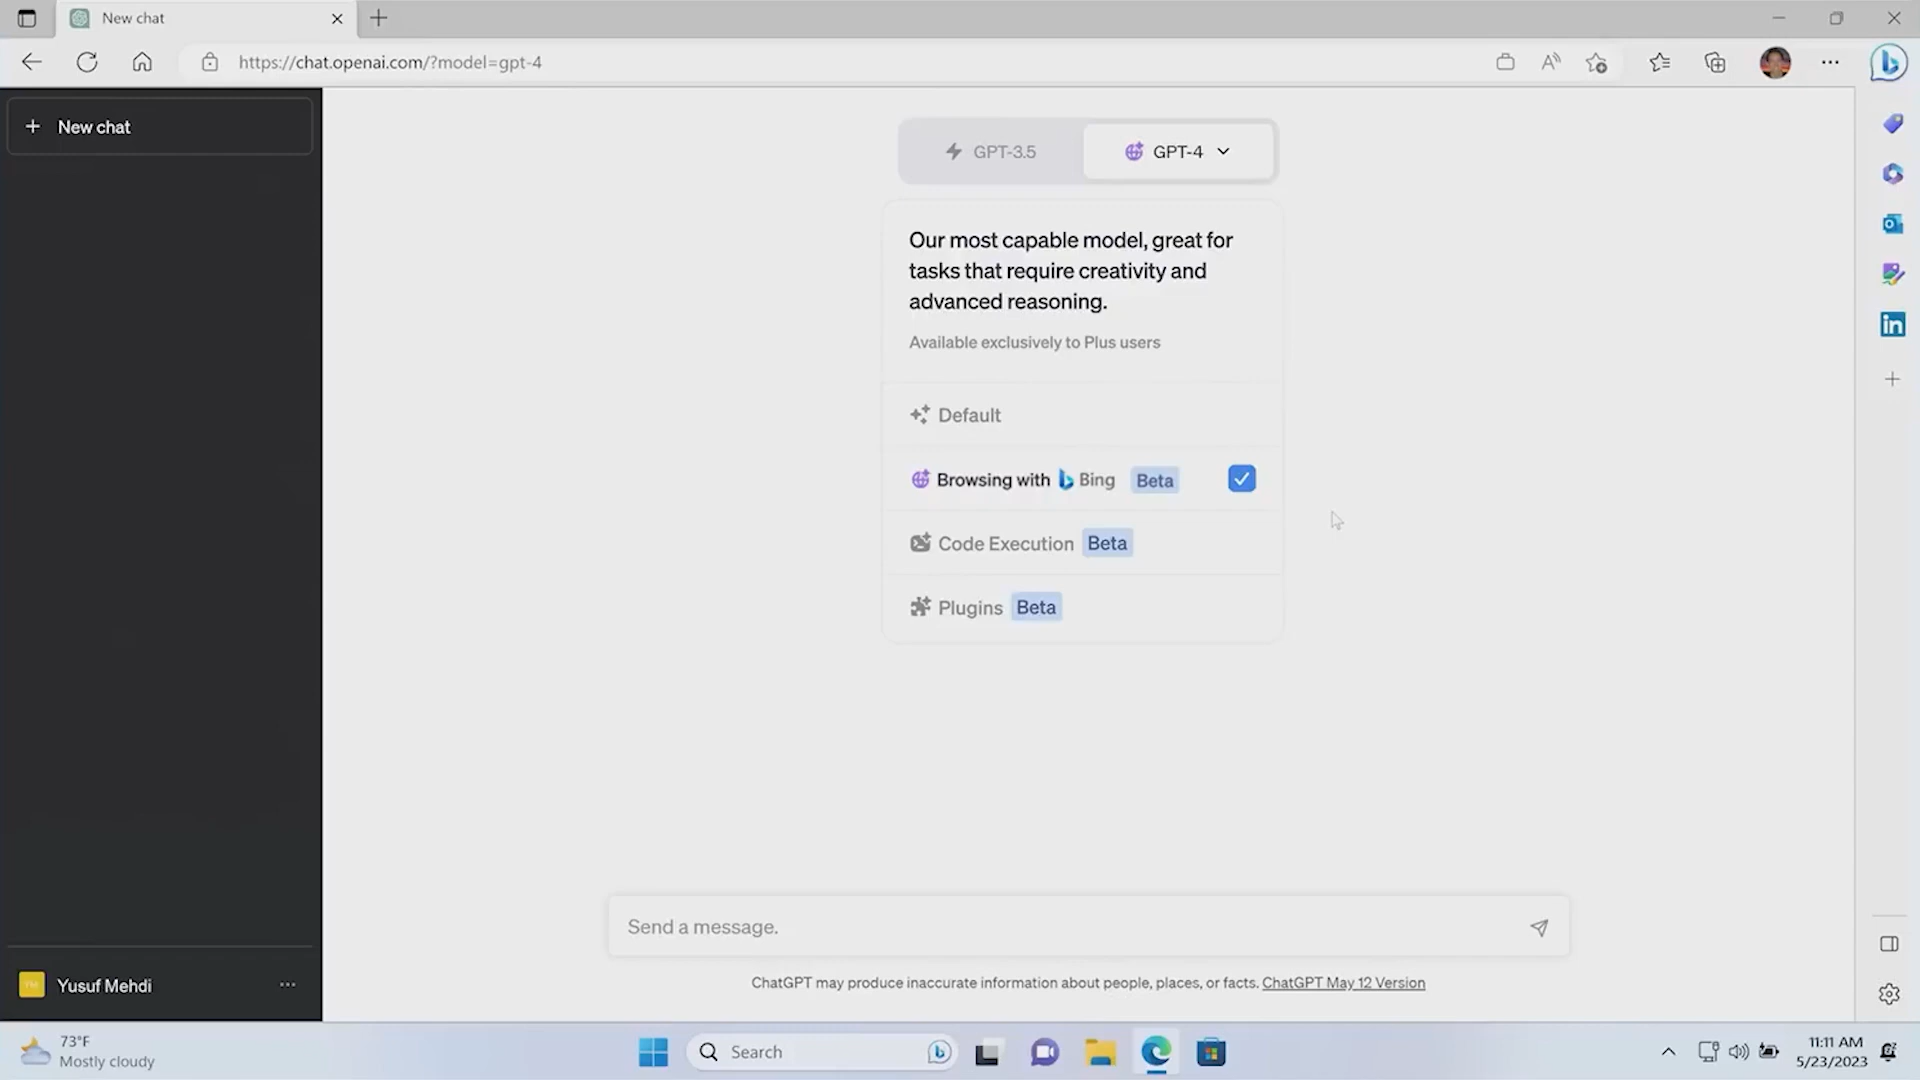 New chat
https://chat.openai.com/?model=gpt-4
New chat
GPT-3.5
GPT-4
Our most capable model, great for
tasks that require creativity and
advanced reasoning.
Available exclusively to Plus users
Default
Browsing with Bing Beta
Code Execution Beta
Plugins Beta
Send a message.
ChatGPT may produce inaccurate information about people, places, or facts. ChatGPT May 12 Version
Yusuf Mehdi
73°F
Mostly cloudy
Search
11:11 AM
5/23/2023